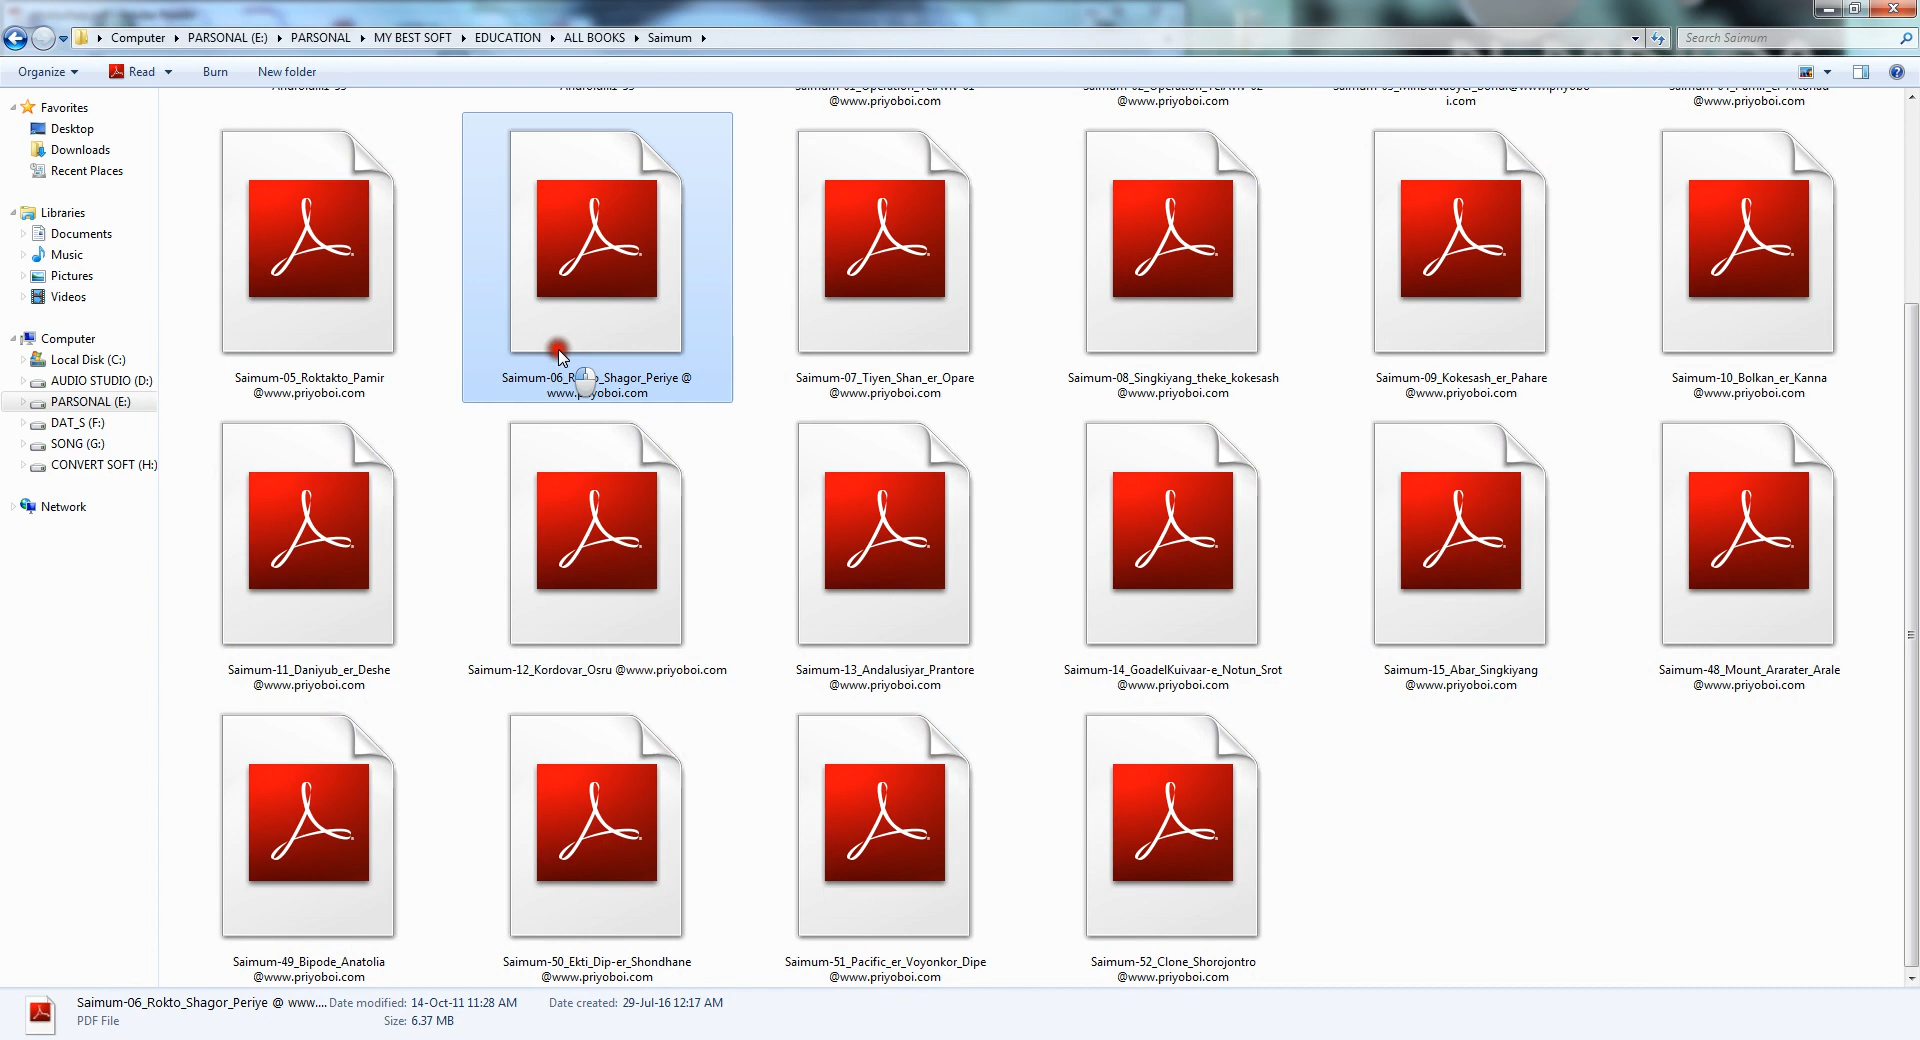 Computer ▸ PARSONAL (E:) ▸ PARSONAL ▸ MY BEST SOFT ▸ EDUCATION ▸ ALL BOOKS ▸ Saimum ▸
Search Saimum
Organize
Read
Burn
New folder
Favorites
Desktop
Downloads
Recent Places
Libraries
Documents
Music
Pictures
Videos
Computer
Local Disk (C:)
AUDIO STUDIO (D:)
PARSONAL (E:)
DAT_S (F:)
SONG (G:)
CONVERT SOFT (H:)
Network
@www.priyoboi.com
@www.priyoboi.com
i.com
@www.priyoboi.com
Saimum-05_Roktakto_Pamir
@www.priyoboi.com
Saimum-06_R to_Shagor_Periye @
www.priyoboi.com
Saimum-07_Tiyen_Shan_er_Opare
@www.priyoboi.com
Saimum-08_Singkiyang_theke_kokesash
@www.priyoboi.com
Saimum-09_Kokesash_er_Pahare
@www.priyoboi.com
Saimum-10_Bolkan_er_Kanna
@www.priyoboi.com
Saimum-11_Daniyub_er_Deshe
@www.priyoboi.com
Saimum-12_Kordovar_Osru @www.priyoboi.com
Saimum-13_Andalusiyar_Prantore
@www.priyoboi.com
Saimum-14_GoadelKuivaar-e_Notun_Srot
@www.priyoboi.com
Saimum-15_Abar_Singkiyang
@www.priyoboi.com
Saimum-48_Mount_Ararater_Arale
@www.priyoboi.com
Saimum-49_Bipode_Anatolia
@www.priyoboi.com
Saimum-50_Ekti_Dip-er_Shondhane
@www.priyoboi.com
Saimum-51_Pacific_er_Voyonkor_Dipe
@www.priyoboi.com
Saimum-52_Clone_Shorojontro
@www.priyoboi.com
Saimum-06_Rokto_Shagor_Periye @ www.... Date modified: 14-Oct-11 11:28 AM Date created: 29-Jul-16 12:17 AM
PDF File Size: 6.37 MB